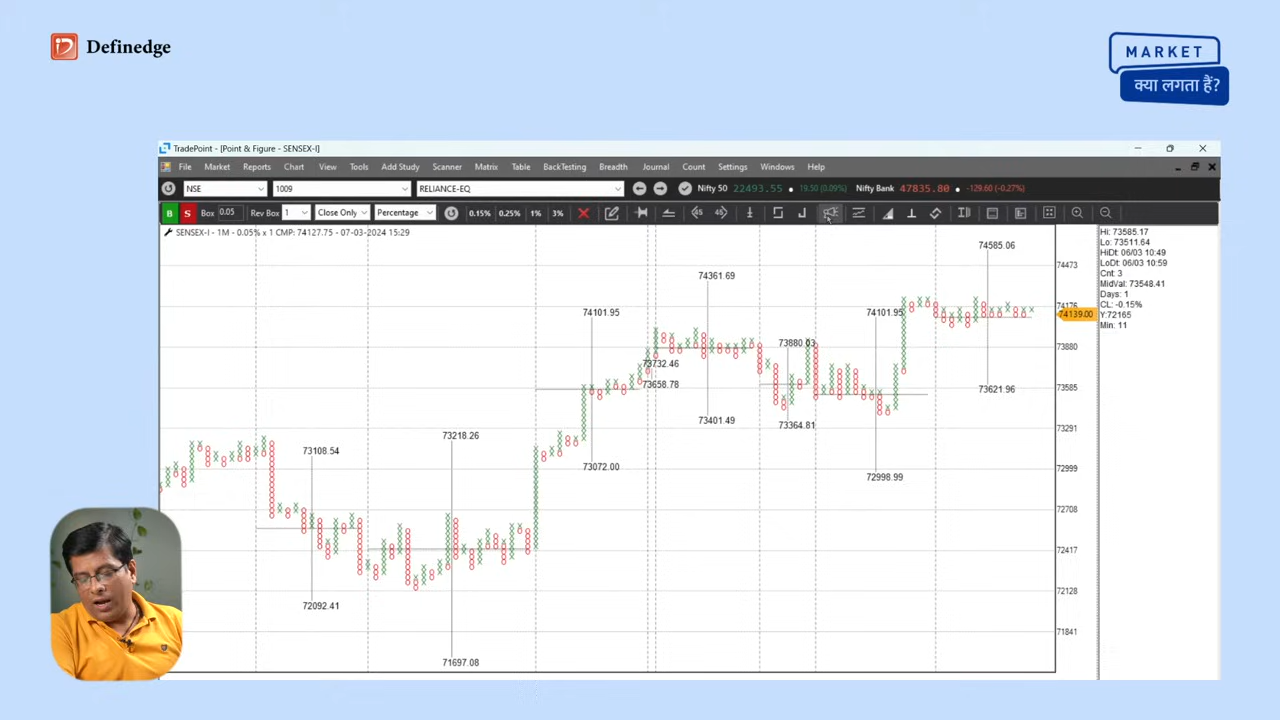 Definedge
MARKET
क्या लगता हैं?
TradePoint - [Point & Figure - SENSEX-I]
File Market Reports Chart View Tools Add Study Scanner Matrix Table BackTesting Breadth Journal Count Settings Windows Help
NSE 1009 RELIANCE-EQ Nifty 50 22493.55 19.50 (0.09%) Nifty Bank 47835.80 -129.60 (-0.27%)
B S Box 0.05 Rev Box 1 Close Only Percentage 0.15% 0.25% 1% 3% 45 45
SENSEX-I - 1M - 0.05% x 1 CMP: 74127.75 - 07-03-2024 15:29
Hi: 73585.17
Lo: 73511.64
HiDt: 06/03 10:49
LoDt: 06/03 10:59
Cnt: 3
MidVal: 73548.41
Days: 1
CL: -0.15%
Y:72165
Min: 11
74585.06
74473
74361.69
74176
74101.95
74101.95
74139.00
73880.03
73880
73732.46
73658.78
73585
73621.96
73401.49
73364.81
73291
73218.26
73108.54
73072.00
72999
72998.99
72708
72417
72128
72092.41
71841
71697.08